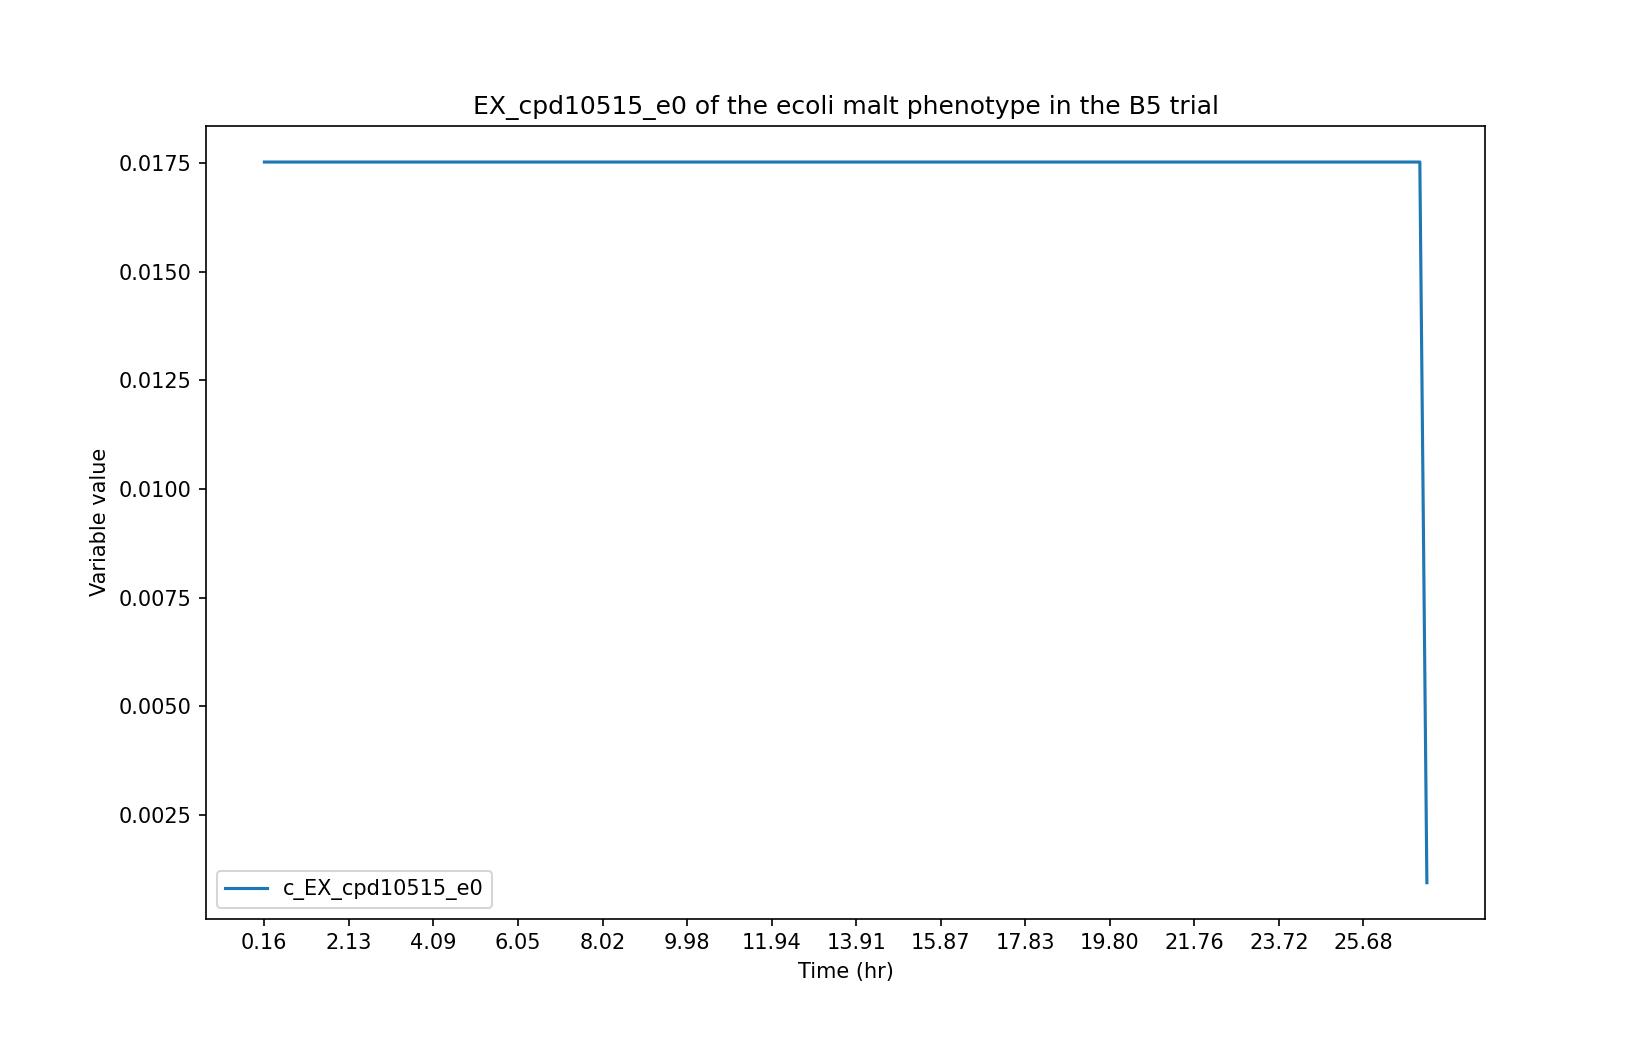 EX_cpd10515_e0 of the ecoli malt phenotype in the B5 trial
0.0175
0.0150
0.0125
0.0100
0.0075
0.0050
0.0025
Variable value
c_EX_cpd10515_e0
0.16 2.13 4.09 6.05 8.02 9.98 11.94 13.91 15.87 17.83 19.80 21.76 23.72 25.68
Time (hr)